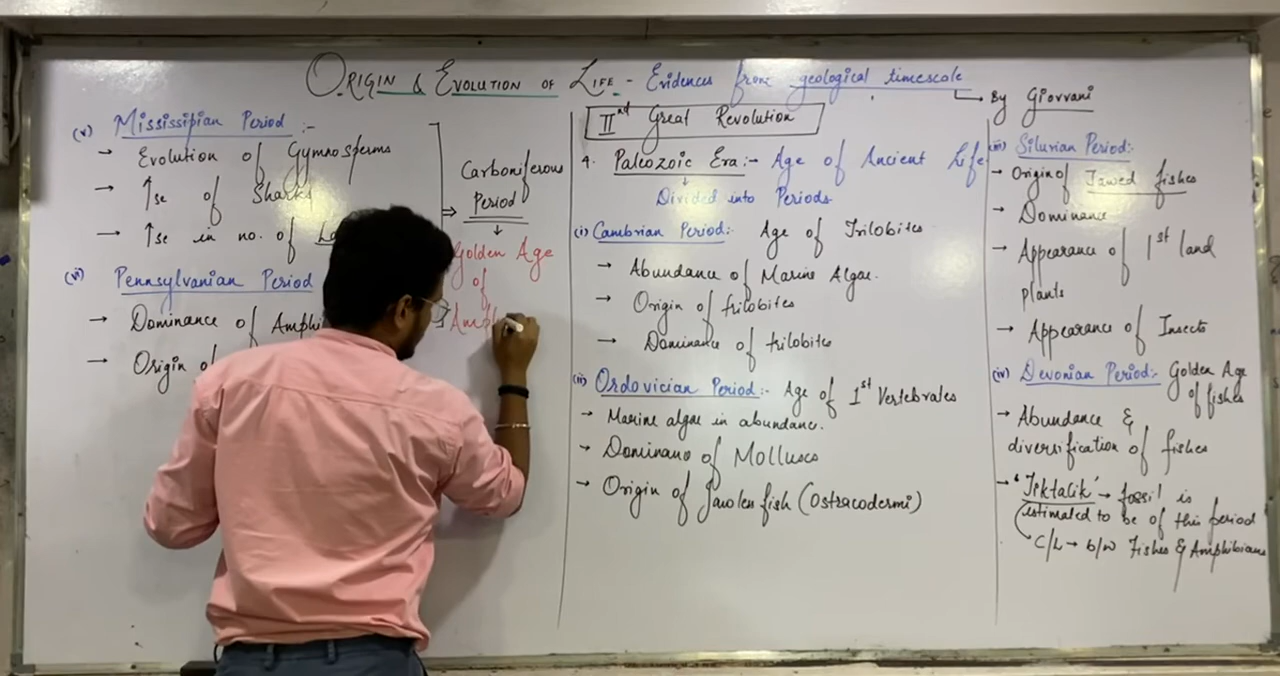 ORIGIN & EVOLUTION OF LIFE - Evidences from geological timescale
By Giovvani
(v) Mississipian Period :-
→ Evolution of Gymnosperms
→ ↑se of Sharks
→ ↑se in no. of
(vi) Pennsylvanian Period
→ Dominance of Amphi
→ Origin of
Carboniferous
Period
↓
Golden Age
of
Amph
IInd Great Revolution
4. Paleozoic Era :- Age of Ancient Life
↓
Divided into Periods
(i) Cambrian Period :- Age of Trilobites
→ Abundance of Marine Algae.
→ Origin of trilobites
→ Dominance of trilobites
(ii) Ordovician Period :- Age of 1st Vertebrates
→ Marine algae in abundance.
→ Dominano of Molluscs
→ Origin of Jawless fish (Ostracodermi)
(iii) Silurian Period :-
→ Origin of Jawed fishes
→ Dominance
→ Appearance of 1st land
plants
→ Appearance of Insects
(iv) Devonian Period :- Golden Age
of fishes
→ Abundance &
diversification of fishes
→ 'Tiktalik' → fossil is
estimated to be of this period
↳ C/L → b/w Fishes & Amphibians